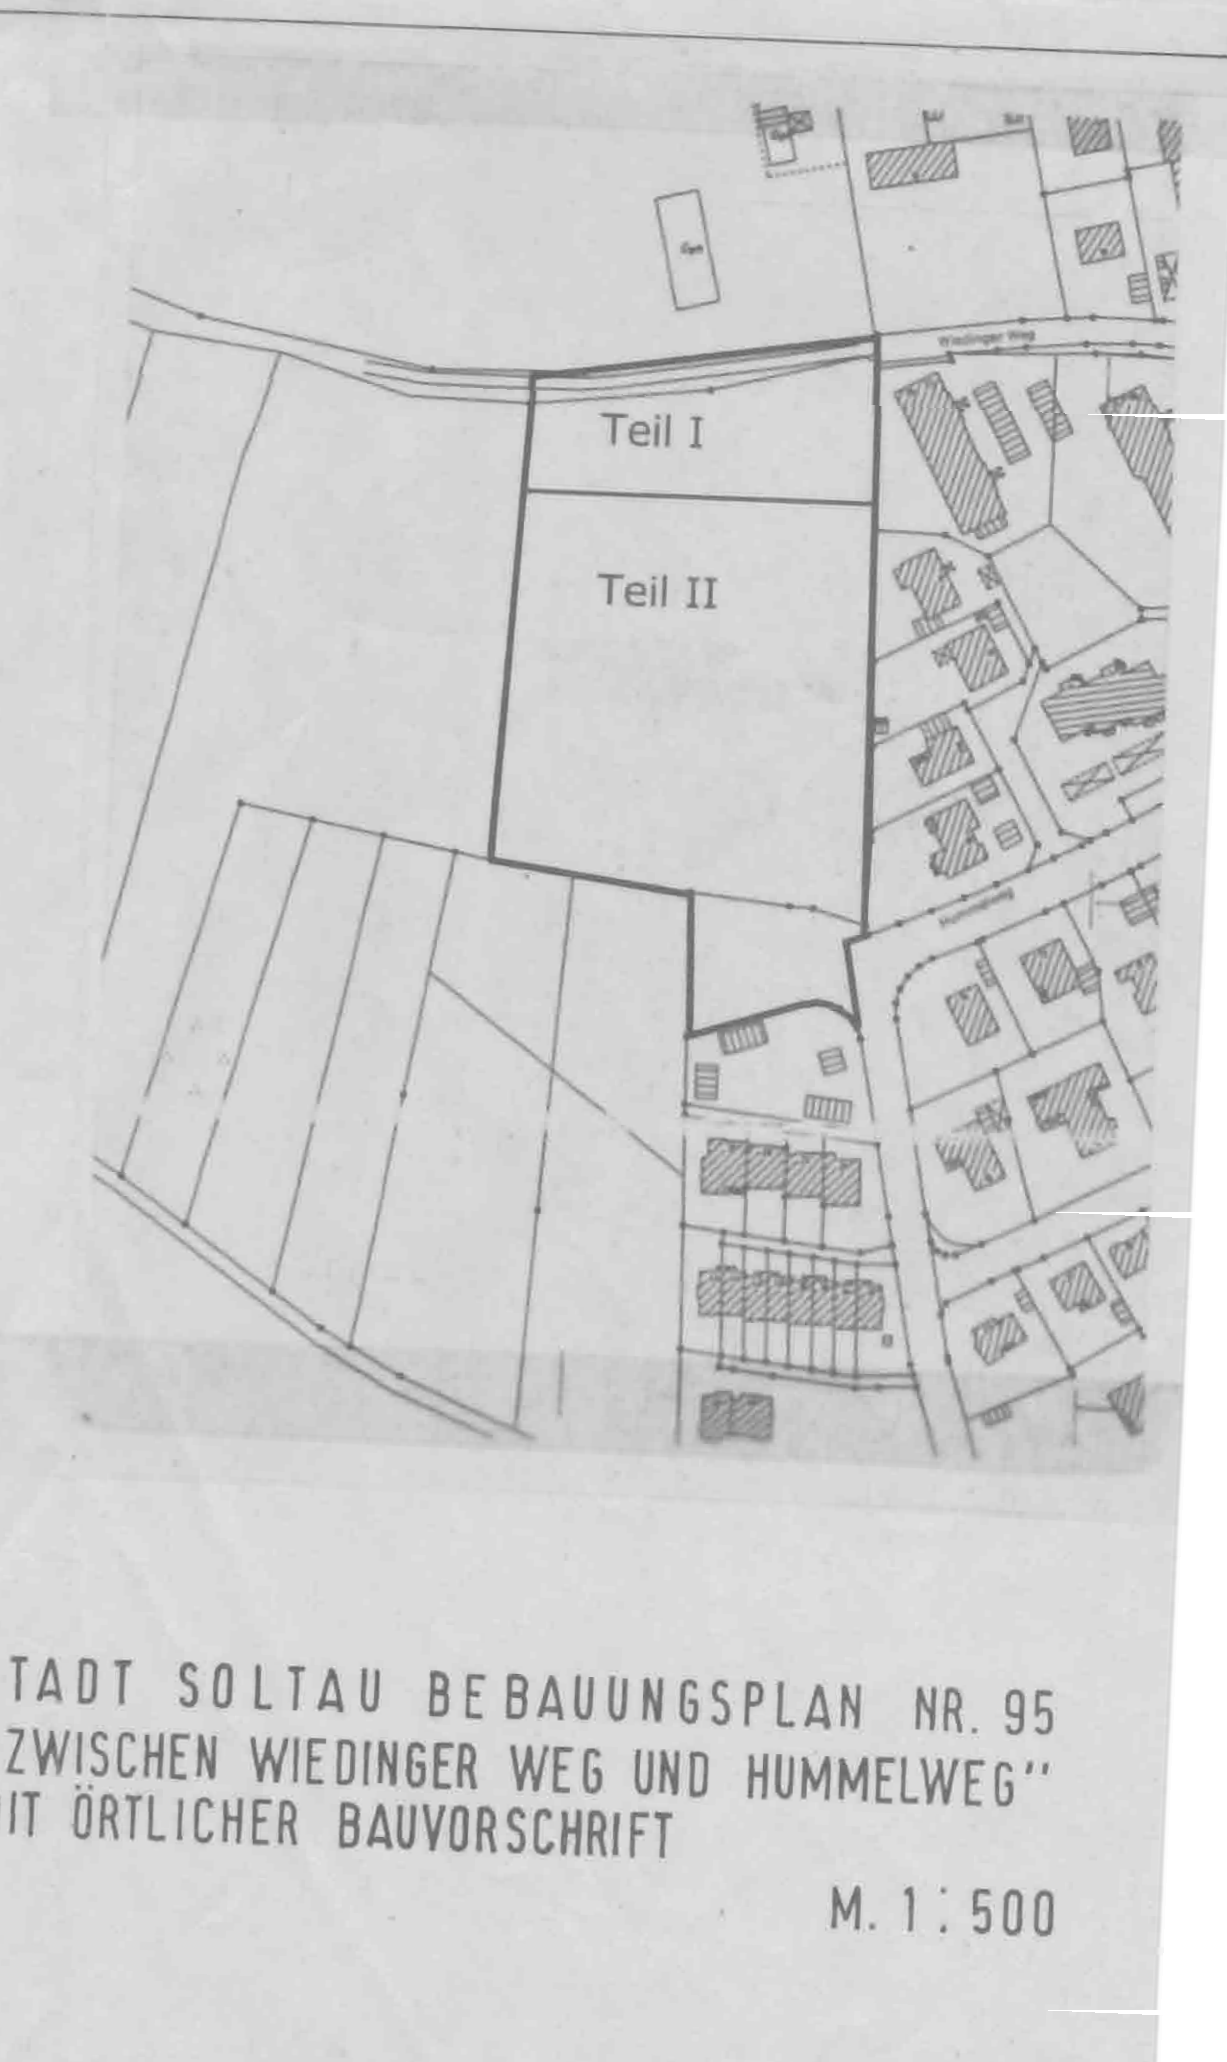 Wiedinger Weg
Teil I
Teil II
Hummelweg
TADT SOLTAU BEBAUUNGSPLAN NR. 95
ZWISCHEN WIEDINGER WEG UND HUMMELWEG"
IT ÖRTLICHER BAUVORSCHRIFT
M. 1:500